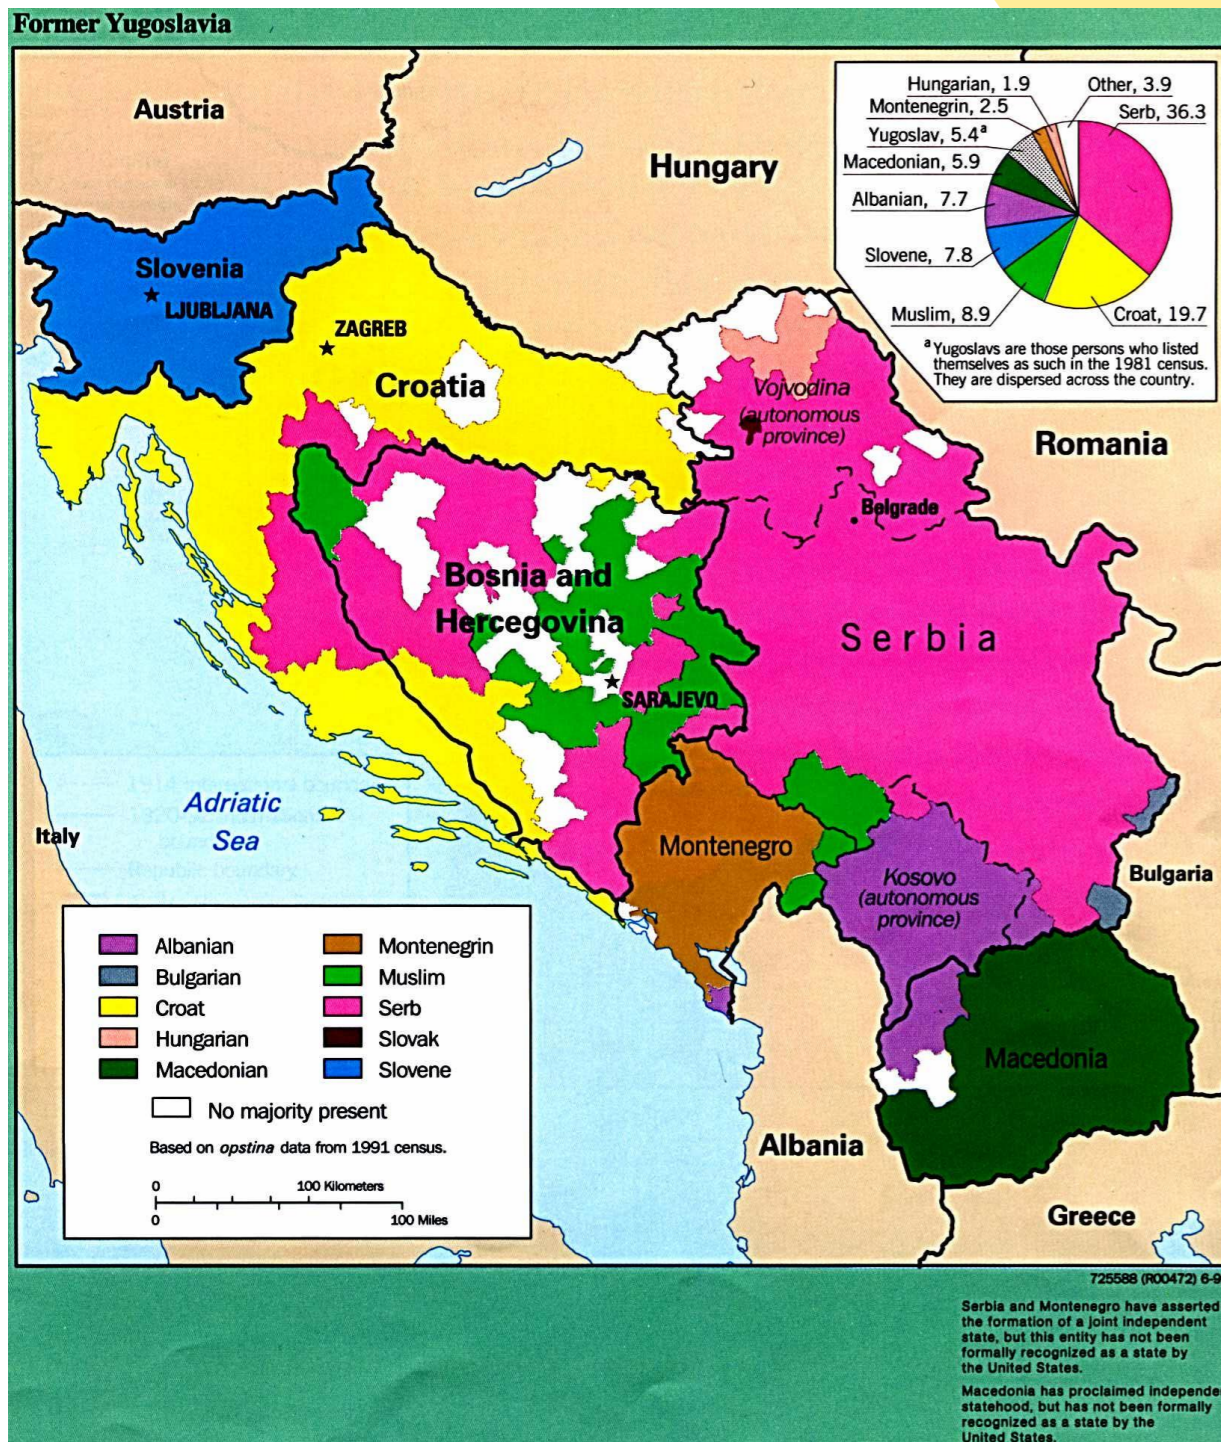 Former Yugoslavia
Austria
Hungary
Hungarian, 1.9
Other, 3.9
Montenegrin, 2.5
Serb, 36.3
Yugoslav, 5.4a
Macedonian, 5.9
Albanian, 7.7
Slovene, 7.8
Muslim, 8.9
Croat, 19.7
a Yugoslavs are those persons who listed
themselves as such in the 1981 census.
They are dispersed across the country.
Slovenia
LJUBLJANA
ZAGREB
Croatia
Vojvodina
(autonomous
province)
Romania
Belgrade
Bosnia and
Hercegovina
Serbia
SARAJEVO
Adriatic
Sea
Italy
Montenegro
Kosovo
(autonomous
province)
Bulgaria
Macedonia
Albania
Greece
Albanian
Montenegrin
Bulgarian
Muslim
Croat
Serb
Hungarian
Slovak
Macedonian
Slovene
No majority present
Based on opstina data from 1991 census.
0 100 Kilometers
0 100 Miles
725588 (R00472) 6-9
Serbia and Montenegro have asserted
the formation of a joint independent
state, but this entity has not been
formally recognized as a state by
the United States.
Macedonia has proclaimed independe
statehood, but has not been formally
recognized as a state by the
United States.